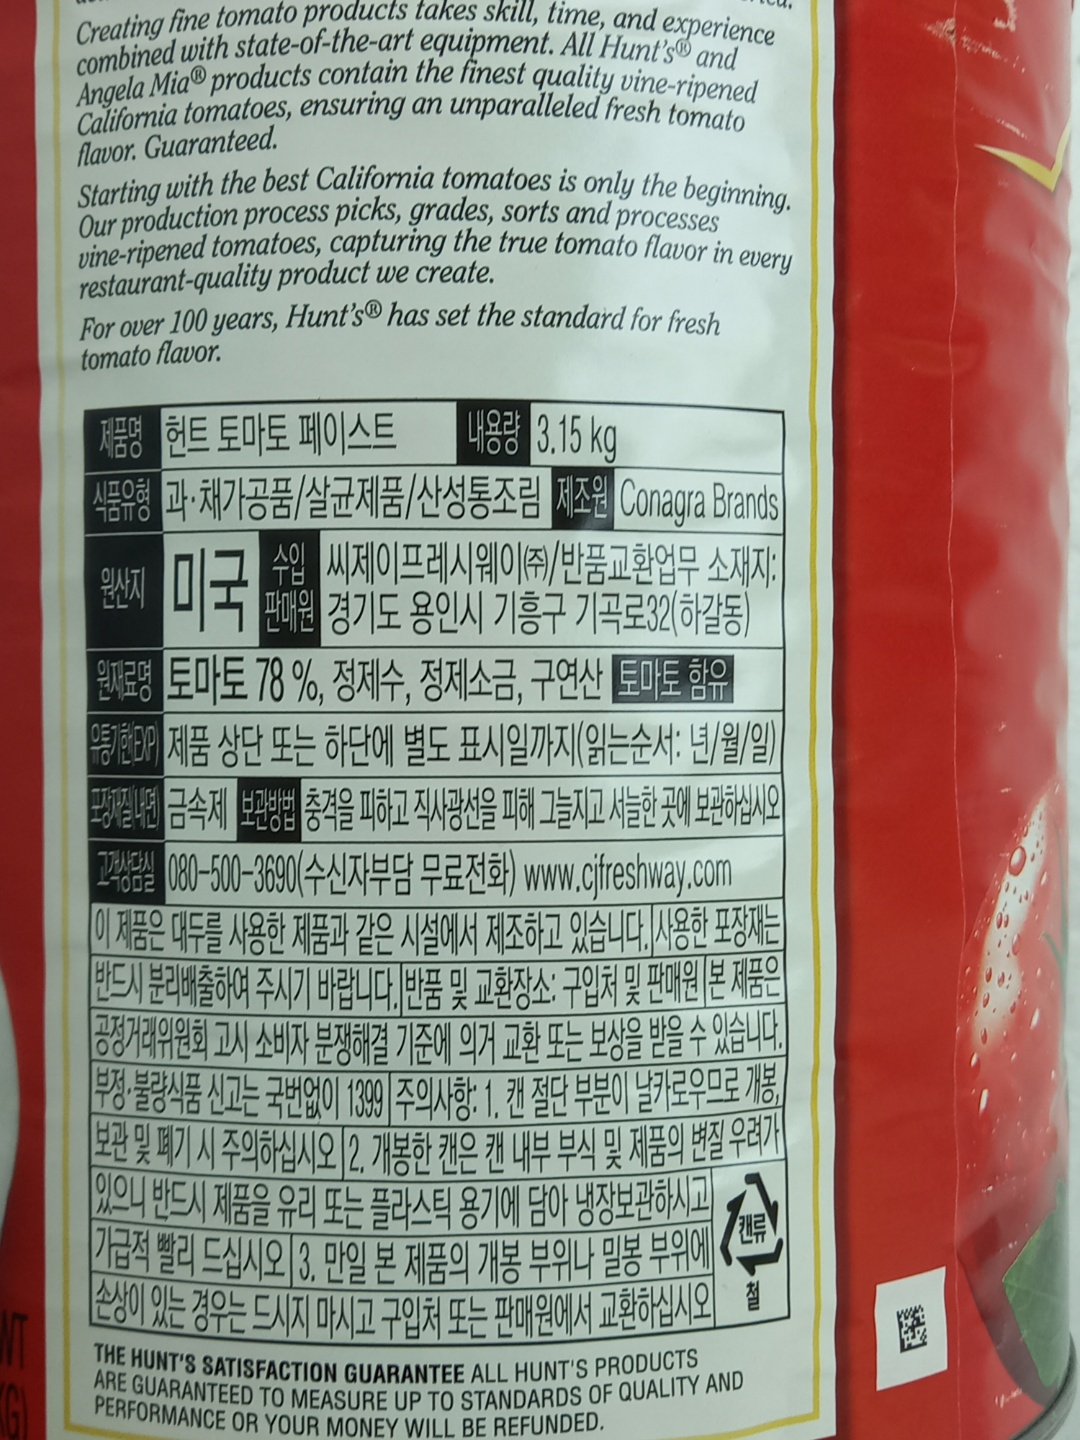 Creating fine tomato products takes skill, time, and experience
combined with state-of-the-art equipment. All Hunt's® and
Angela Mia® products contain the finest quality vine-ripened
California tomatoes, ensuring an unparalleled fresh tomato
flavor. Guaranteed.
Starting with the best California tomatoes is only the beginning.
Our production process picks, grades, sorts and processes
vine-ripened tomatoes, capturing the true tomato flavor in every
restaurant-quality product we create.
For over 100 years, Hunt's® has set the standard for fresh
tomato flavor.
제품명 헌트 토마토 페이스트 내용량 3.15 kg
식품유형 과·채가공품/살균제품/산성통조림 제조원 Conagra Brands
원산지 미국 수입 판매원 씨제이프레시웨이㈜/반품교환업무 소재지:
경기도 용인시 기흥구 기곡로32(하갈동)
원재료명 토마토 78 %, 정제수, 정제소금, 구연산 토마토 함유
유통기한(EXP) 제품 상단 또는 하단에 별도 표시일까지(읽는순서: 년/월/일)
포장재질(내면) 금속제 보관방법 충격을 피하고 직사광선을 피해 그늘지고 서늘한 곳에 보관하십시오
고객상담실 080-500-3690(수신자부담 무료전화) www.cjfreshway.com
이 제품은 대두를 사용한 제품과 같은 시설에서 제조하고 있습니다.|사용한 포장재는
반드시 분리배출하여 주시기 바랍니다.|반품 및 교환장소: 구입처 및 판매원|본 제품은
공정거래위원회 고시 소비자 분쟁해결 기준에 의거 교환 또는 보상을 받을 수 있습니다.
부정·불량식품 신고는 국번없이 1399|주의사항: 1. 캔 절단 부분이 날카로우므로 개봉,
보관 및 폐기 시 주의하십시오|2. 개봉한 캔은 캔 내부 부식 및 제품의 변질 우려가
있으니 반드시 제품을 유리 또는 플라스틱 용기에 담아 냉장보관하시고
가급적 빨리 드십시오|3. 만일 본 제품의 개봉 부위나 밀봉 부위에
손상이 있는 경우는 드시지 마시고 구입처 또는 판매원에서 교환하십시오
캔류
철
THE HUNT'S SATISFACTION GUARANTEE ALL HUNT'S PRODUCTS
ARE GUARANTEED TO MEASURE UP TO STANDARDS OF QUALITY AND
PERFORMANCE OR YOUR MONEY WILL BE REFUNDED.